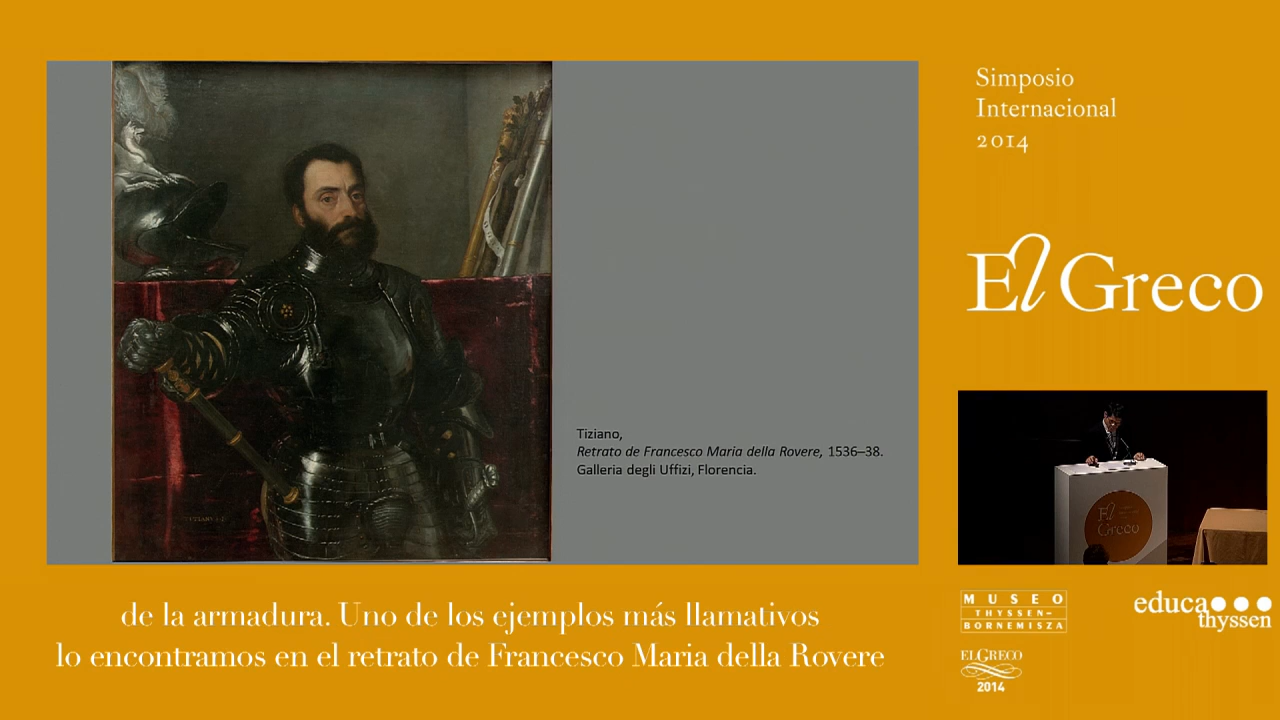 Simposio
Internacional
2014
El Greco
Tiziano,
Retrato de Francesco Maria della Rovere, 1536–38.
Galleria degli Uffizi, Florencia.
El
Greco
de la armadura. Uno de los ejemplos más llamativos
lo encontramos en el retrato de Francesco Maria della Rovere
MUSEO
THYSSEN-
BORNEMISZA
educa
thyssen
EL GRECO
2014